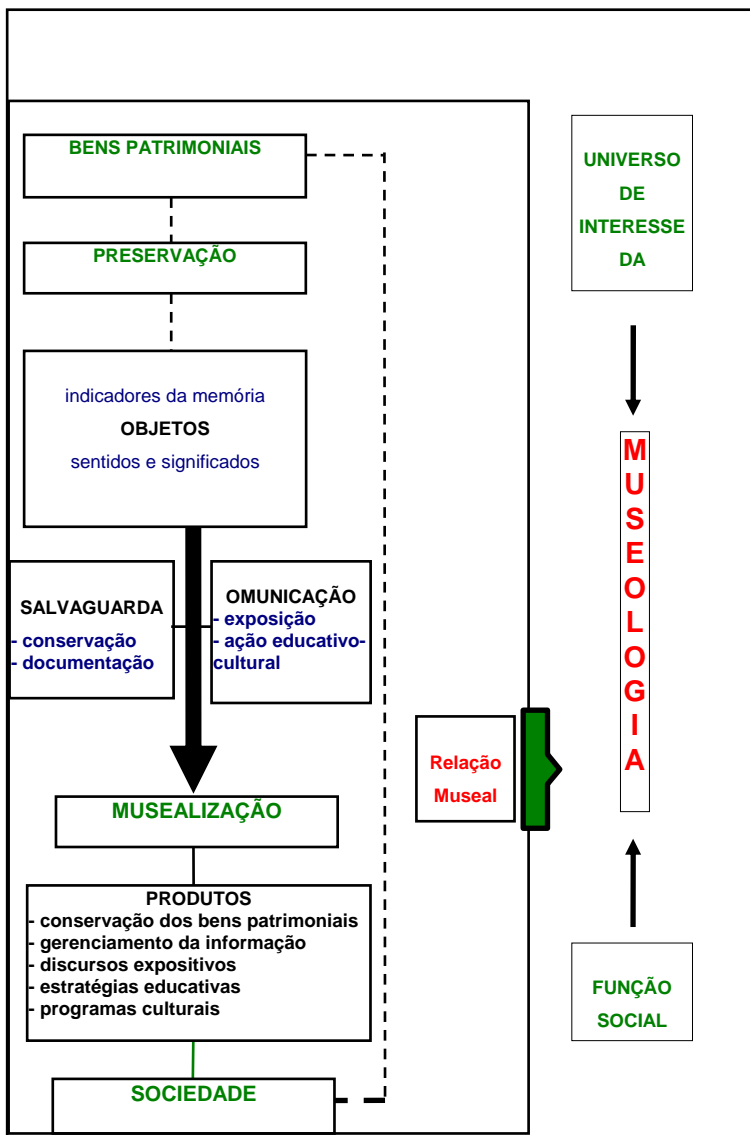 BENS PATRIMONIAIS
PRESERVAÇÃO
indicadores da memória
OBJETOS
sentidos e significados
SALVAGUARDA
- conservação
- documentação
OMUNICAÇÃO
- exposição
- ação educativo-
cultural
MUSEALIZAÇÃO
PRODUTOS
- conservação dos bens patrimoniais
- gerenciamento da informação
- discursos expositivos
- estratégias educativas
- programas culturais
SOCIEDADE
Relação
Museal
UNIVERSO
DE
INTERESSE
DA
M
U
S
E
O
L
O
G
I
A
FUNÇÃO
SOCIAL